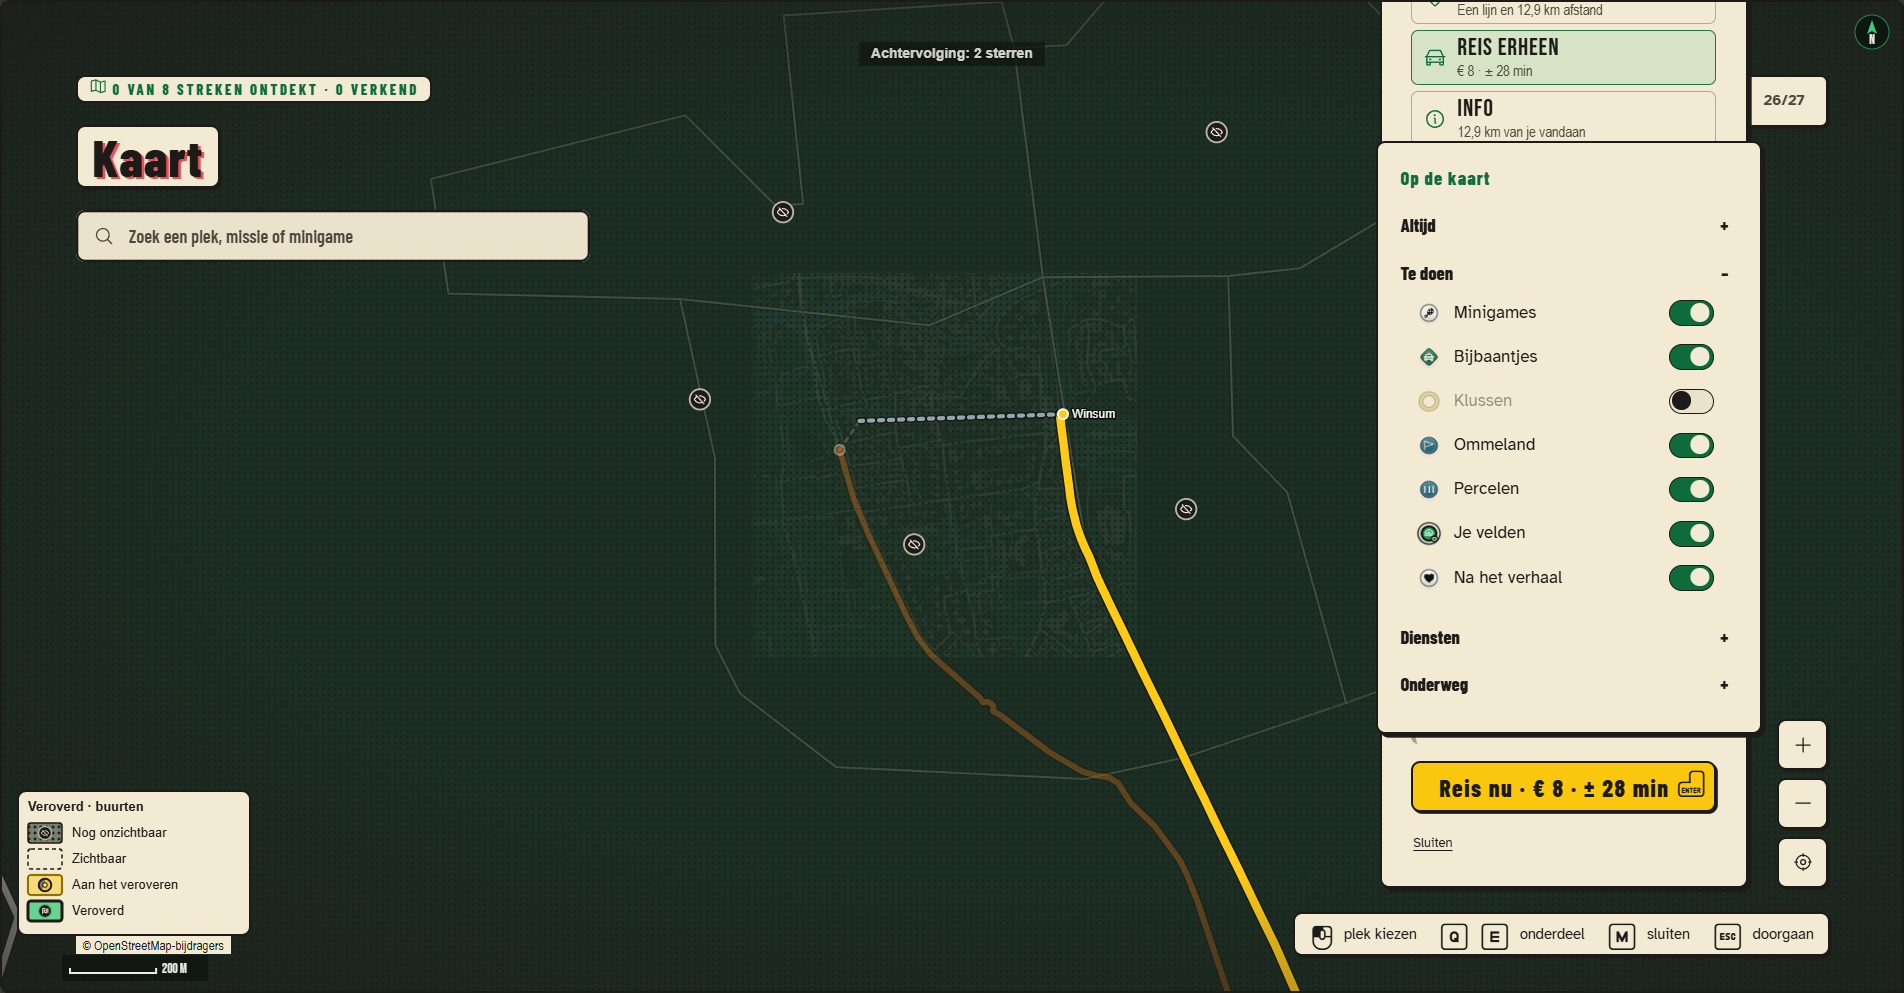 Achtervolging: 2 sterren
N
0 VAN 8 STREKEN ONTDEKT · 0 VERKEND
Kaart
Zoek een plek, missie of minigame
Een lijn en 12,9 km afstand
REIS ERHEEN
€ 8 · ± 28 min
INFO
12,9 km van je vandaan
26/27
Op de kaart
Altijd +
Te doen –
Minigames
Bijbaantjes
Klussen
Ommeland
Percelen
Je velden
Na het verhaal
Diensten +
Onderweg +
Winsum
Reis nu · € 8 · ± 28 min ENTER
Sluiten
Veroverd · buurten
Nog onzichtbaar
Zichtbaar
Aan het veroveren
Veroverd
© OpenStreetMap-bijdragers
200 M
plek kiezen Q E onderdeel M sluiten ESC doorgaan